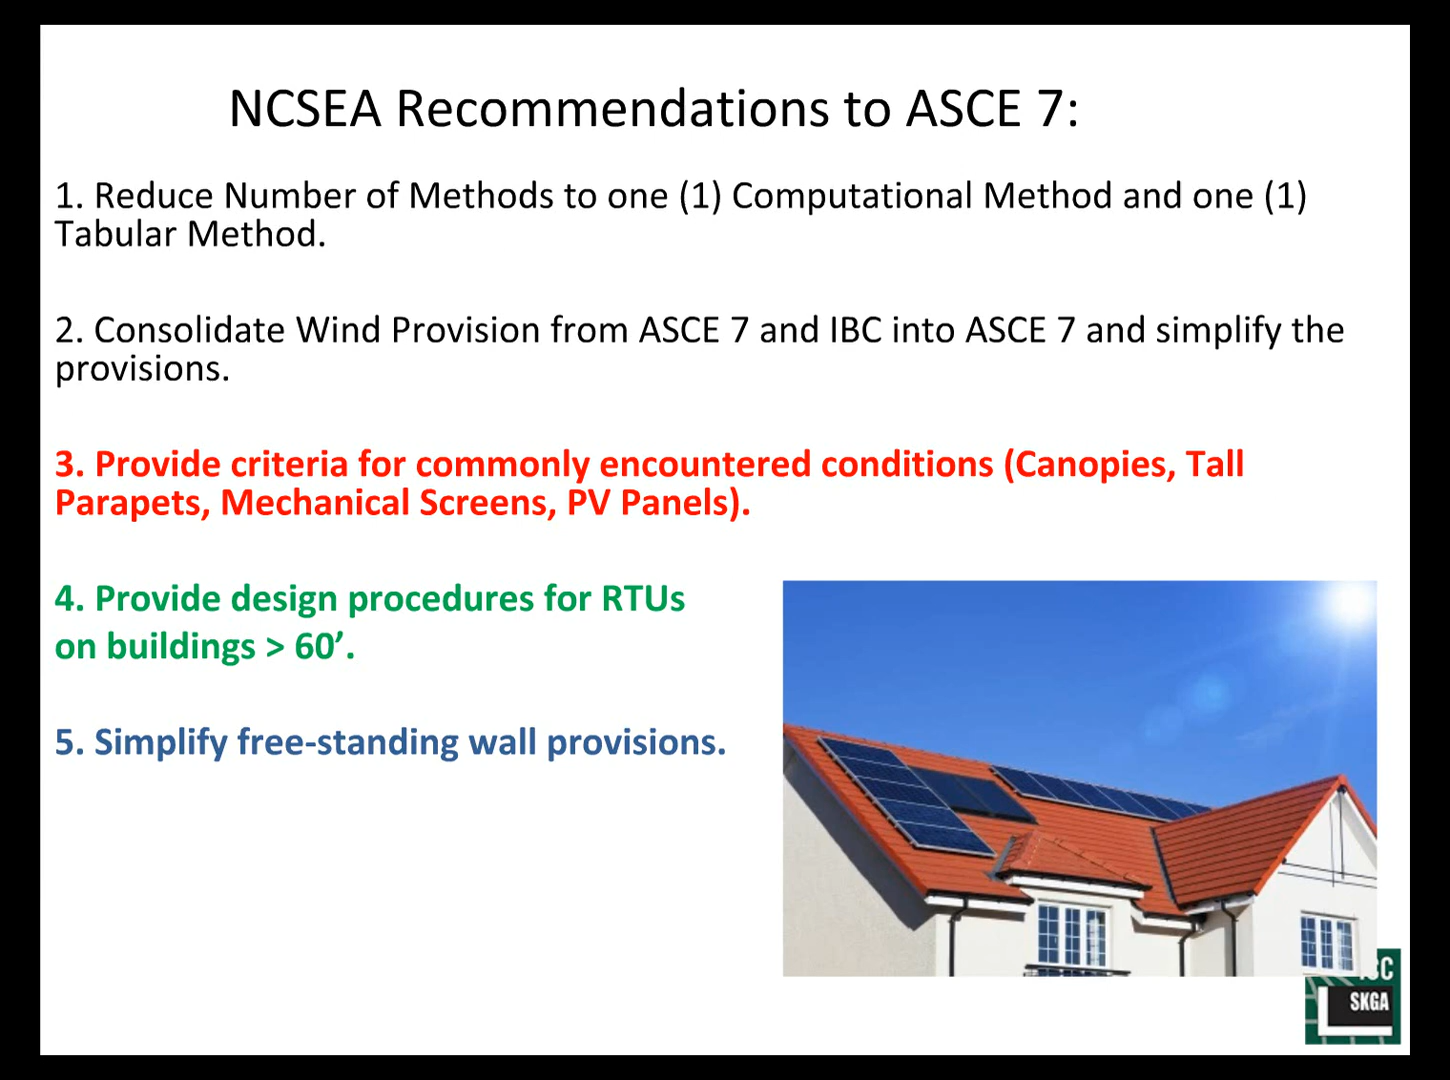 NCSEA Recommendations to ASCE 7:
1. Reduce Number of Methods to one (1) Computational Method and one (1)
Tabular Method.
2. Consolidate Wind Provision from ASCE 7 and IBC into ASCE 7 and simplify the
provisions.
3. Provide criteria for commonly encountered conditions (Canopies, Tall
Parapets, Mechanical Screens, PV Panels).
4. Provide design procedures for RTUs
on buildings > 60’.
5. Simplify free-standing wall provisions.
SKGA